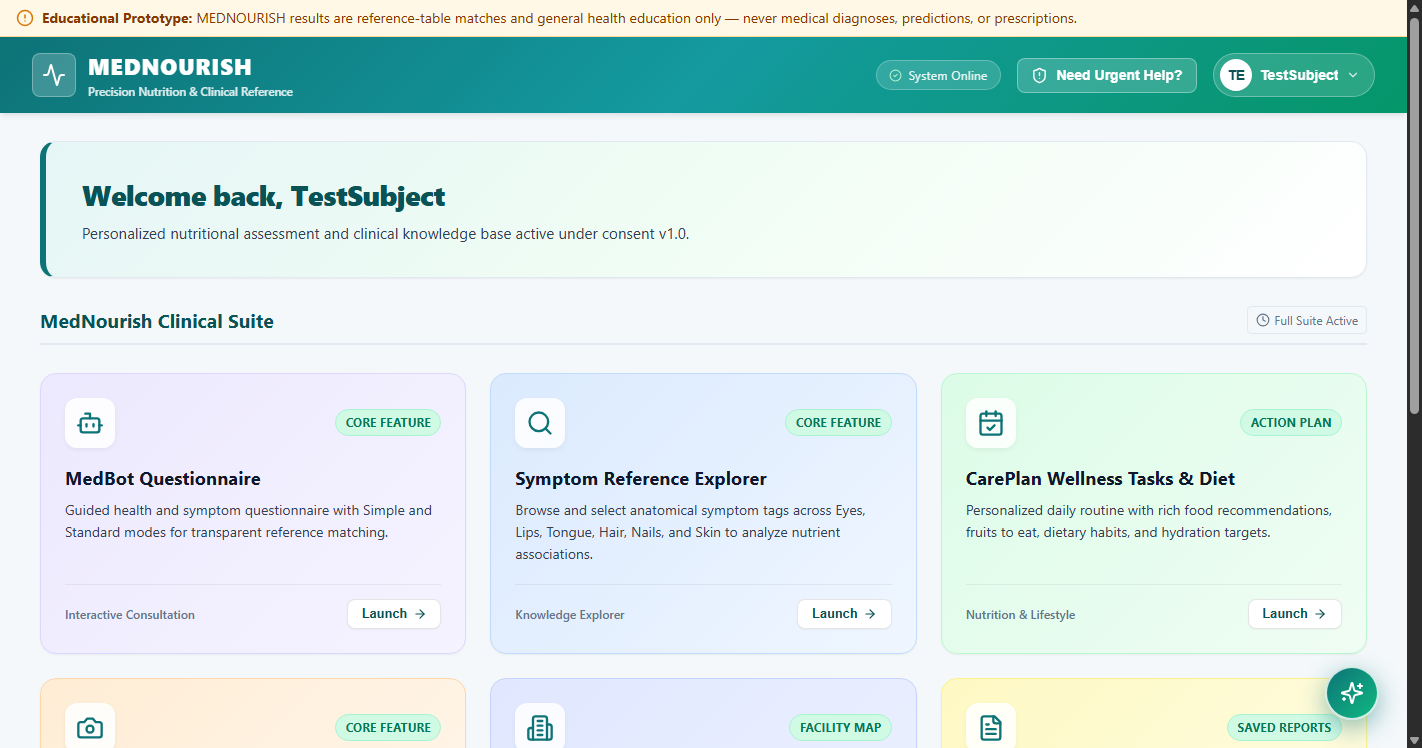 Educational Prototype: MEDNOURISH results are reference-table matches and general health education only — never medical diagnoses, predictions, or prescriptions.
MEDNOURISH
Precision Nutrition & Clinical Reference
System Online
Need Urgent Help?
TE
TestSubject
Welcome back, TestSubject
Personalized nutritional assessment and clinical knowledge base active under consent v1.0.
MedNourish Clinical Suite
Full Suite Active
CORE FEATURE
MedBot Questionnaire
Guided health and symptom questionnaire with Simple and
Standard modes for transparent reference matching.
Interactive Consultation
Launch
CORE FEATURE
Symptom Reference Explorer
Browse and select anatomical symptom tags across Eyes,
Lips, Tongue, Hair, Nails, and Skin to analyze nutrient
associations.
Knowledge Explorer
Launch
ACTION PLAN
CarePlan Wellness Tasks & Diet
Personalized daily routine with rich food recommendations,
fruits to eat, dietary habits, and hydration targets.
Nutrition & Lifestyle
Launch
CORE FEATURE
FACILITY MAP
SAVED REPORTS